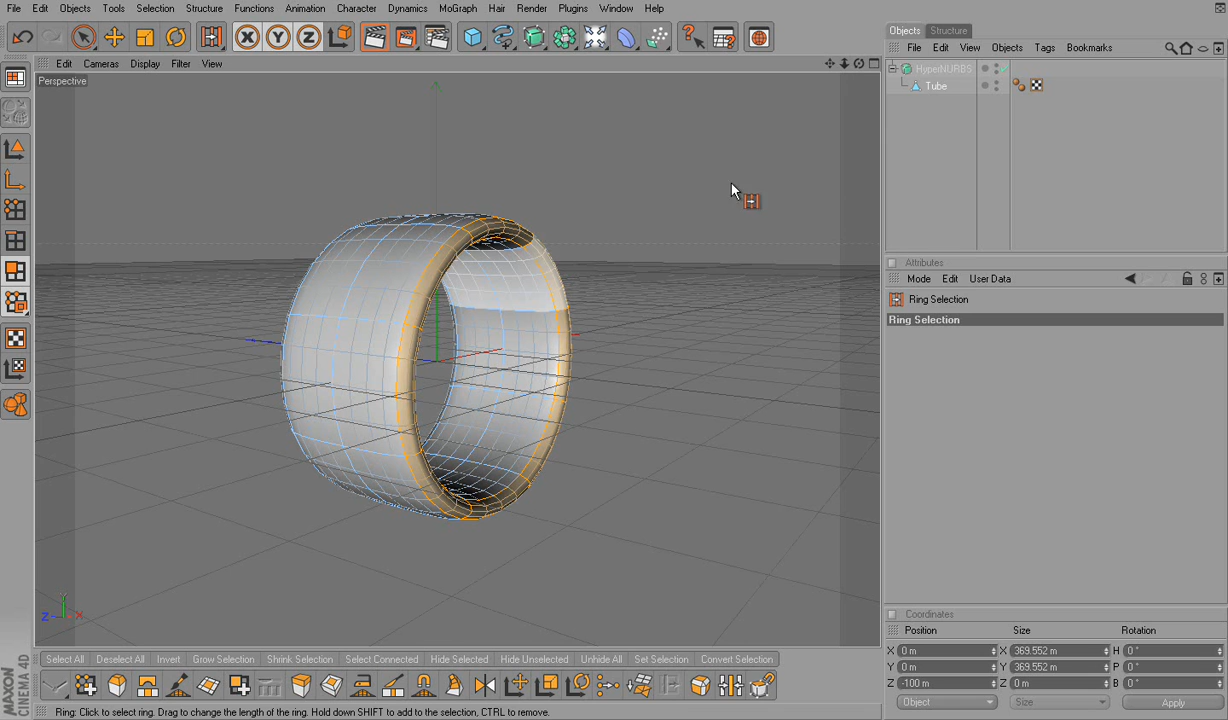 File Edit Objects Tools Selection Structure Functions Animation Character Dynamics MoGraph Hair Render Plugins Window Help
X Y Z
Objects Structure
File Edit View Objects Tags Bookmarks
Edit Cameras Display Filter View
Perspective
HyperNURBS
Tube
Attributes
Mode Edit User Data
Ring Selection
Ring Selection
Y
Z X
Coordinates
Position Size Rotation
X 0 m X 369.552 m H 0 °
Y 0 m Y 369.552 m P 0 °
Z -100 m Z 0 m B 0 °
Object Size Apply
Select All Deselect All Invert Grow Selection Shrink Selection Select Connected Hide Selected Hide Unselected Unhide All Set Selection Convert Selection
MAXON
CINEMA 4D
Ring: Click to select ring. Drag to change the length of the ring. Hold down SHIFT to add to the selection, CTRL to remove.